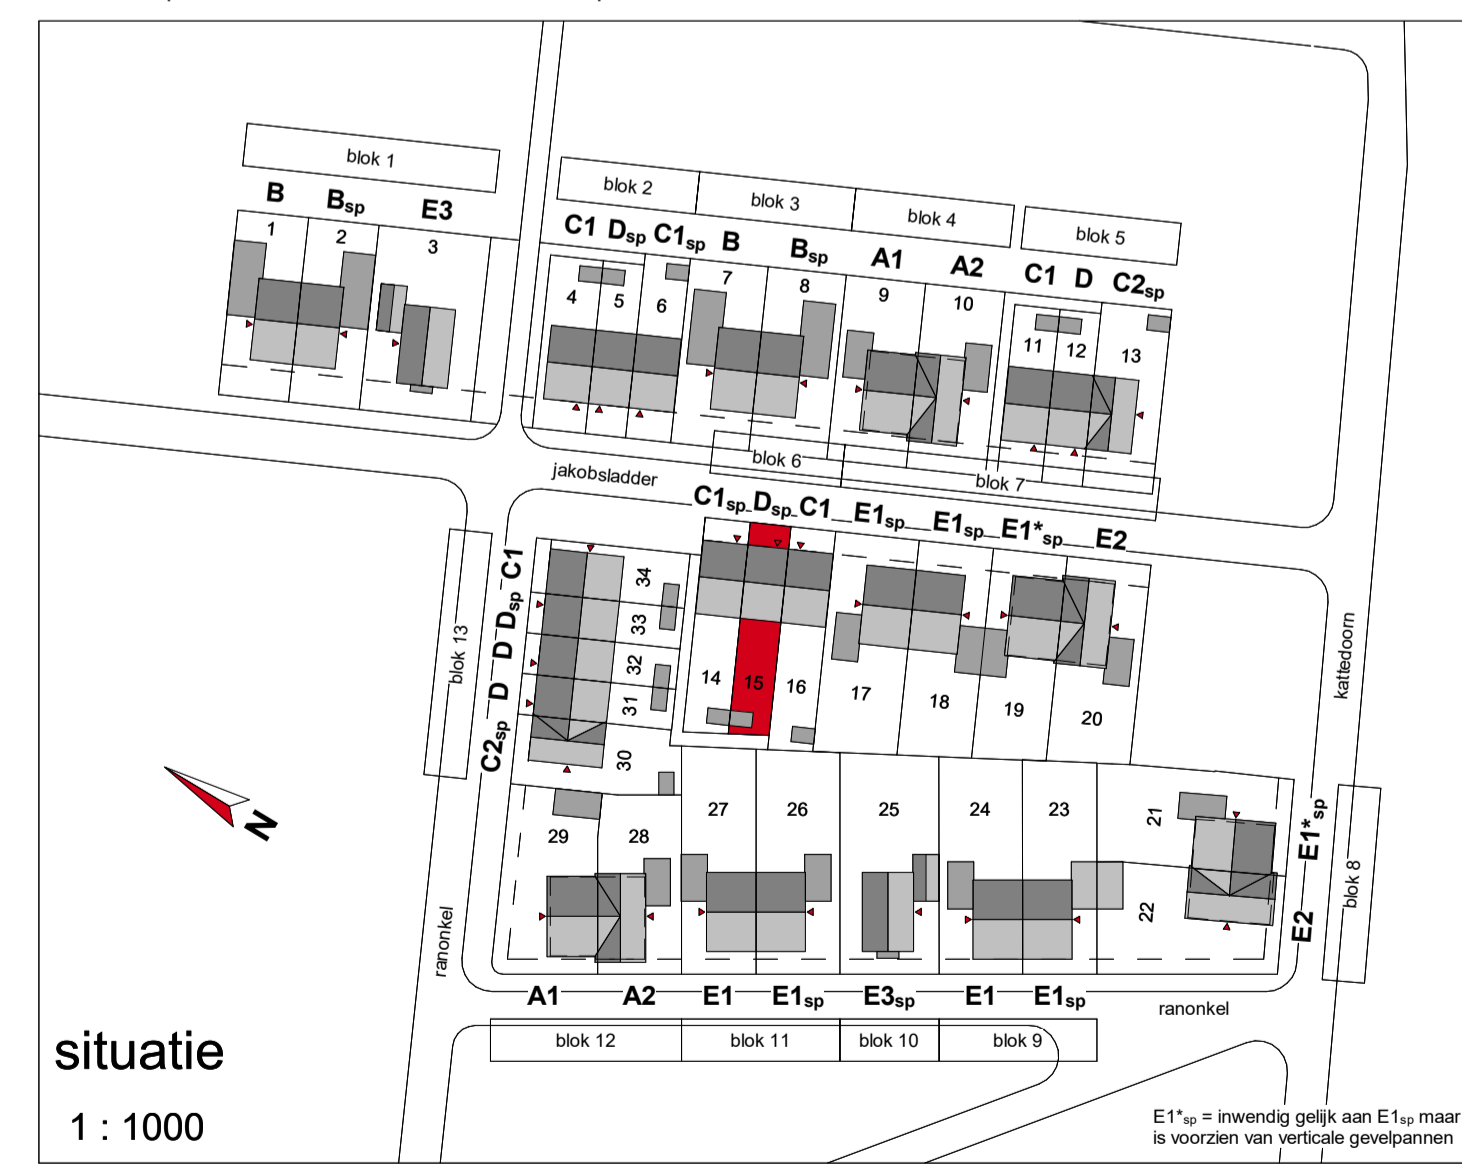 blok 1
B Bsp E3
1 2 3
blok 2 blok 3 blok 4 blok 5
C1 Dsp C1sp B Bsp A1 A2 C1 D C2sp
4 5 6 7 8 9 10 11 12 13
jakobsladder
blok 6 blok 7
C1sp Dsp C1 E1sp E1sp E1*sp E2
14 15 16 17 18 19 20
blok 13
C1 Dsp D D C2sp
34
33
32
31
30
kattedoorn
N
29 28 27 26 25 24 23 22 21
E1*sp
E2
blok 8
ranonkel
A1 A2 E1 E1sp E3sp E1 E1sp
ranonkel
blok 12 blok 11 blok 10 blok 9
situatie
1 : 1000
E1*sp = inwendig gelijk aan E1sp maar
is voorzien van verticale gevelpannen